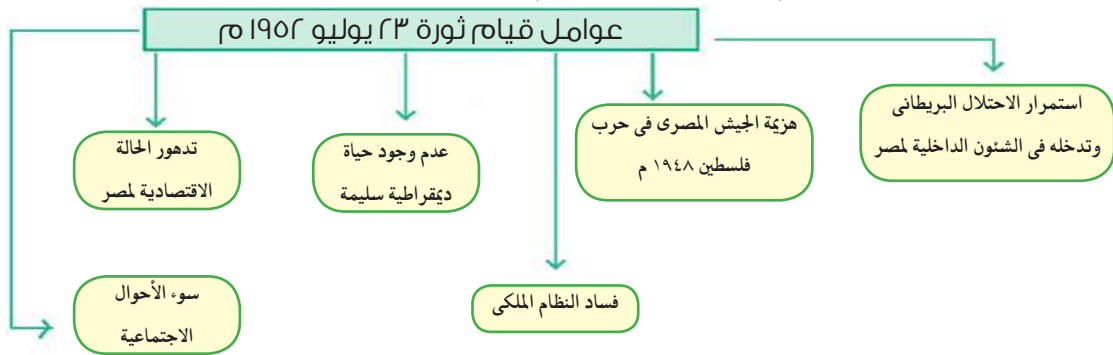 عوامل قيام ثورة ٢٣ يوليو ١٩٥٢ م
استمرار الاحتلال البريطانى
وتدخله فى الشئون الداخلية لمصر
هزيمة الجيش المصرى فى حرب
فلسطين ١٩٤٨ م
فساد النظام الملكى
عدم وجود حياة
ديمقراطية سليمة
تدهور الحالة
الاقتصادية لمصر
سوء الأحوال
الاجتماعية